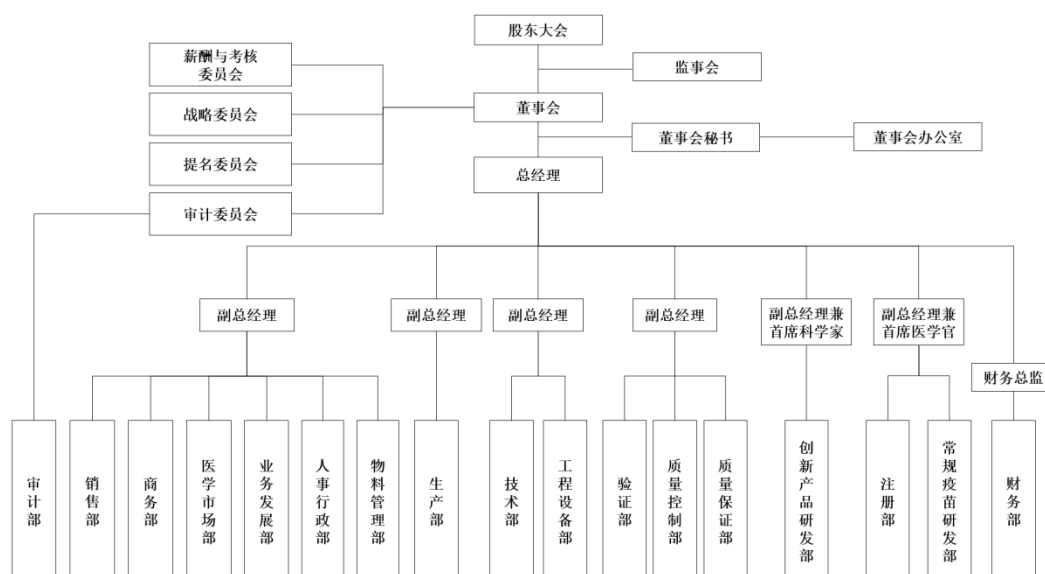 股东大会
薪酬与考核
委员会
监事会
战略委员会
董事会
董事会秘书
董事会办公室
提名委员会
总经理
审计委员会
副总经理
副总经理
副总经理
副总经理
副总经理兼
首席科学家
副总经理兼
首席医学官
财务总监
审计部
销售部
商务部
医学市场部
业务发展部
人事行政部
物料管理部
生产部
技术部
工程设备部
验证部
质量控制部
质量保证部
创新产品研发部
注册部
常规疫苗研发部
财务部